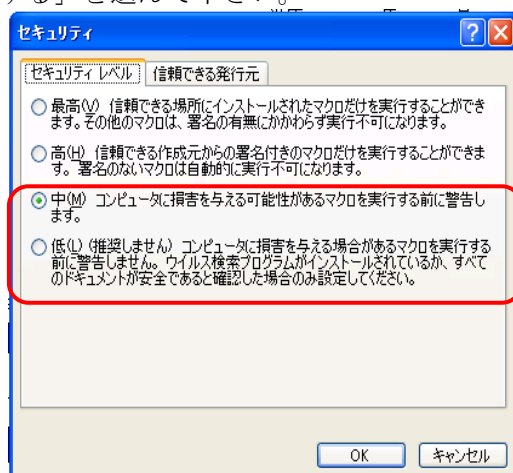 する」を選んで下さい。
セキュリティ
セキュリティ レベル 信頼できる発行元
最高(V) 信頼できる場所にインストールされたマクロだけを実行することができ
ます。その他のマクロは、署名の有無にかかわらず実行不可になります。
高(H) 信頼できる作成元からの署名付きのマクロだけを実行することができま
す。署名のないマクロは自動的に実行不可になります。
中(M) コンピュータに損害を与える可能性があるマクロを実行する前に警告し
ます。
低(L) (推奨しません) コンピュータに損害を与える場合があるマクロを実行する
前に警告しません。ウイルス検索プログラムがインストールされているか、すべて
のドキュメントが安全であると確認した場合のみ設定してください。
OK キャンセル